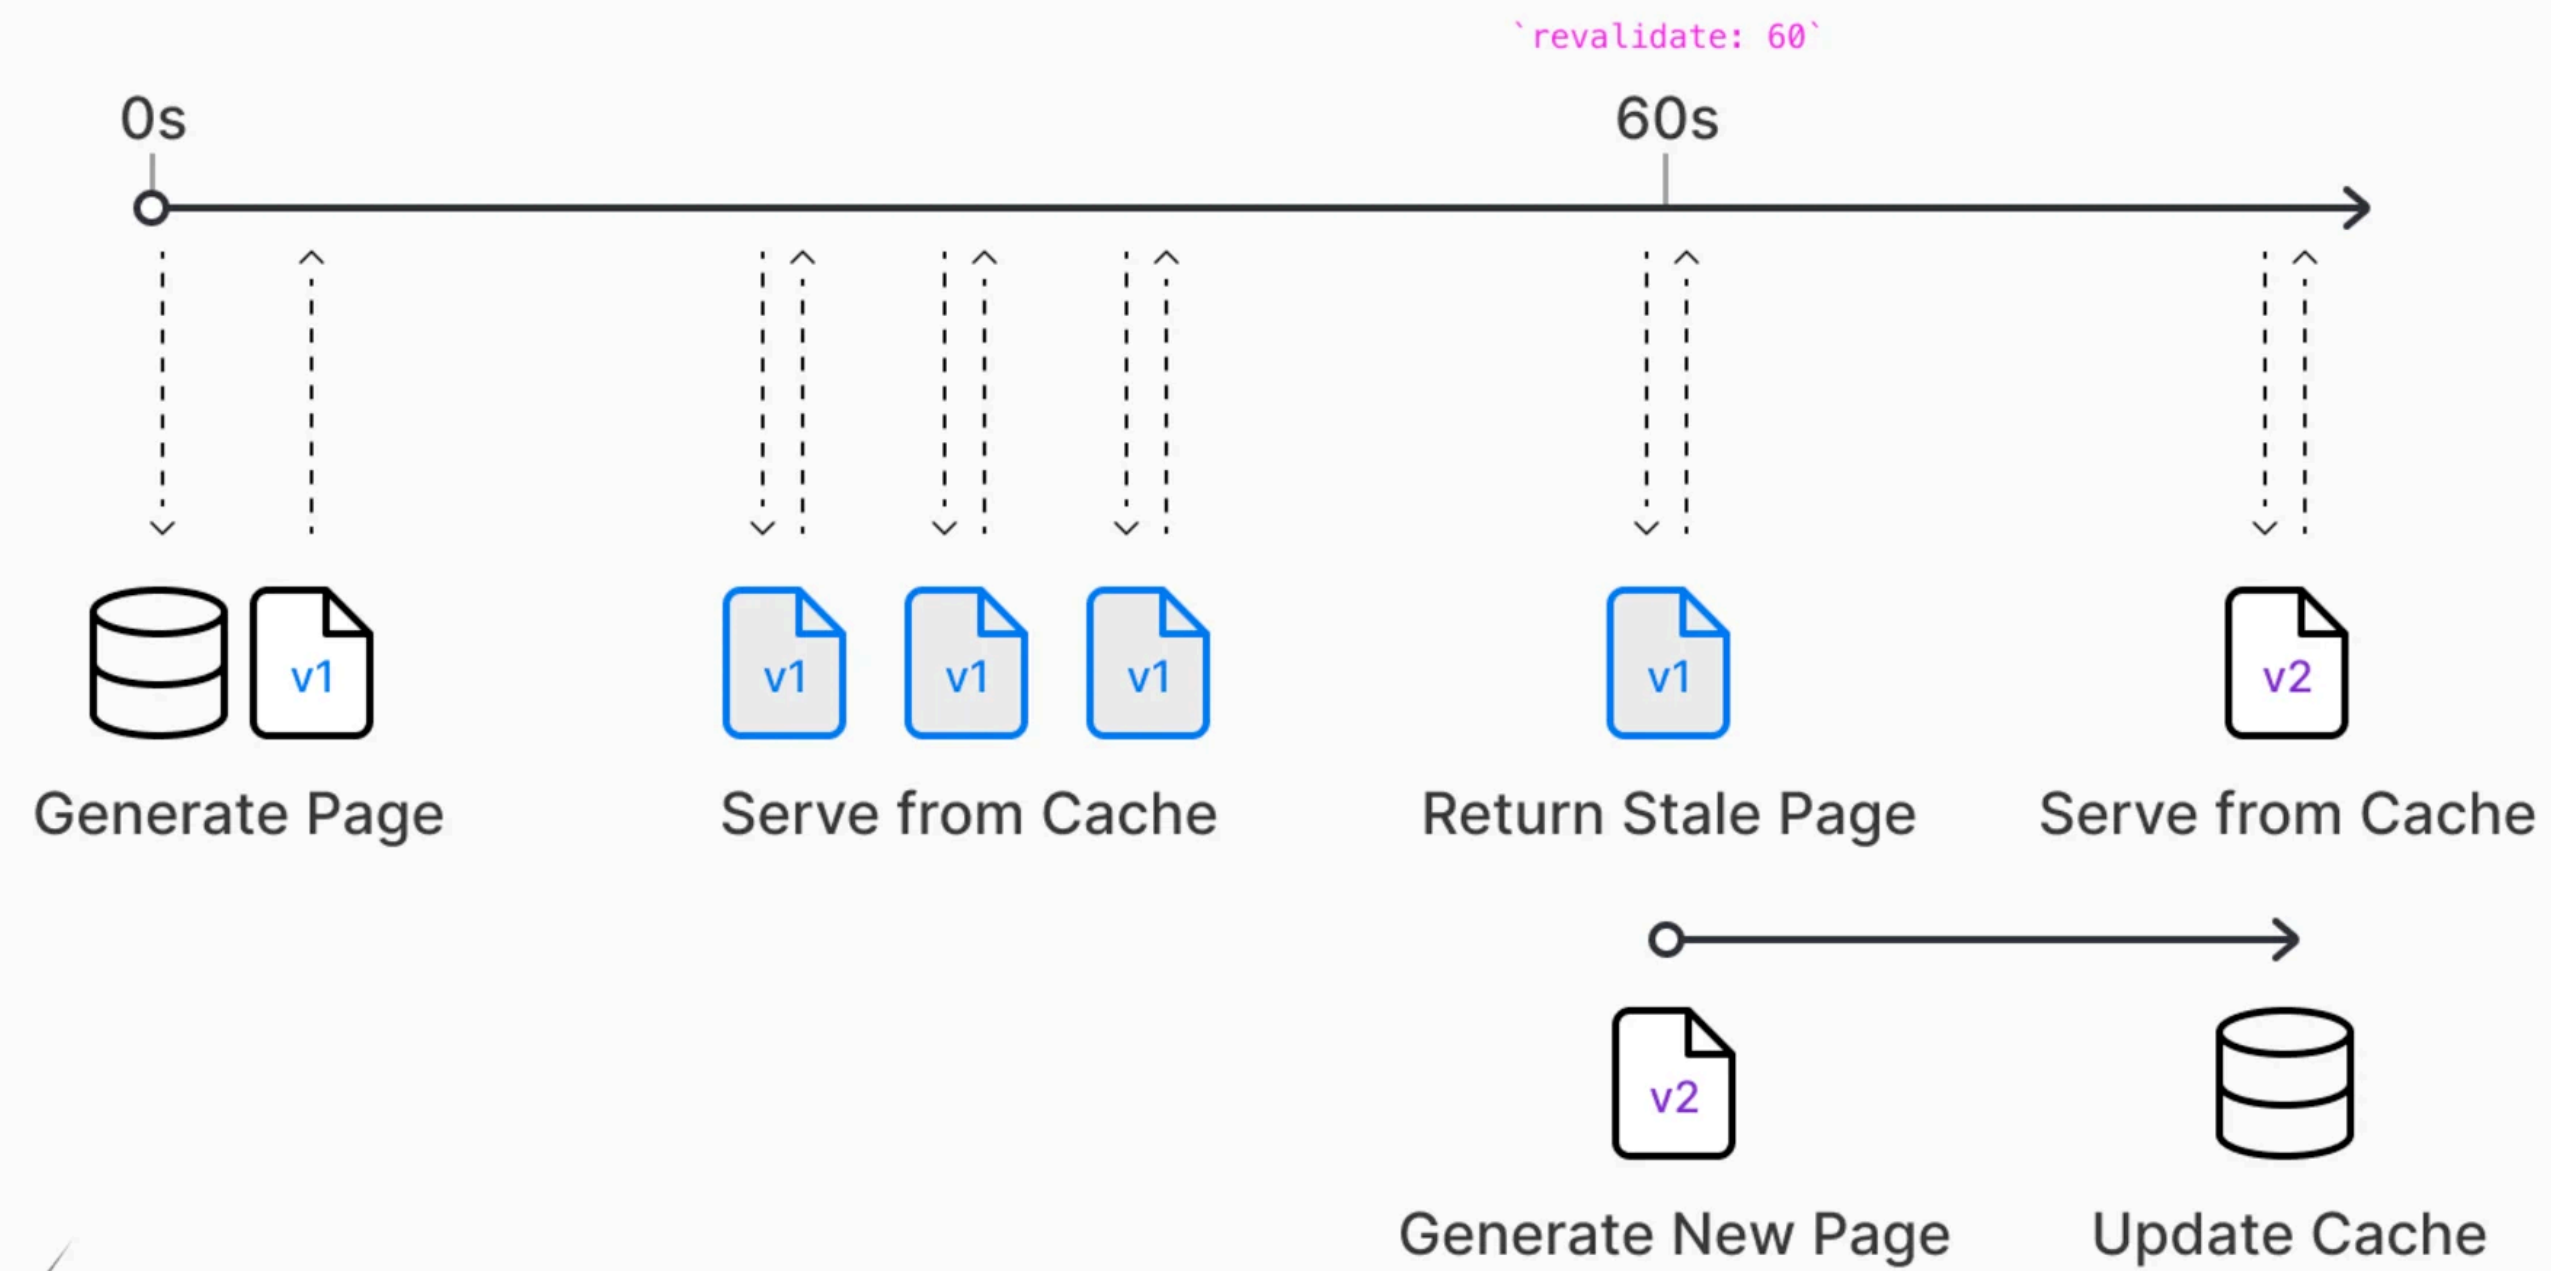 `revalidate: 60`
0s
60s
v1
v1
v1
v1
v1
v2
Generate Page
Serve from Cache
Return Stale Page
Serve from Cache
v2
Generate New Page
Update Cache